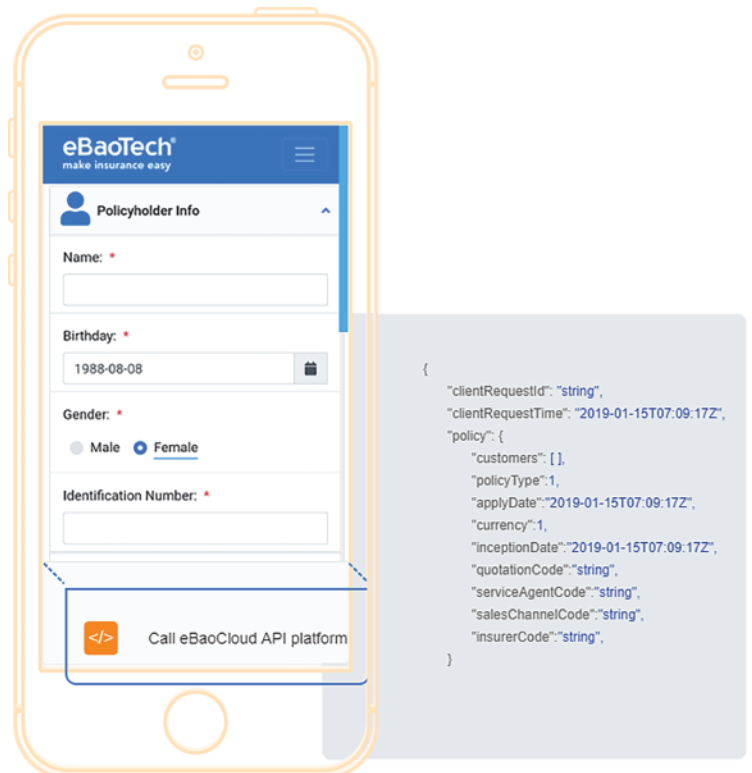 eBaoTech®
make insurance easy
Policyholder Info
Name: *
Birthday: *
1988-08-08
Gender: *
Male Female
Identification Number: *
</> Call eBaoCloud API platform
{
"clientRequestId": "string",
"clientRequestTime": "2019-01-15T07:09:17Z",
"policy": {
"customers": [ ],
"policyType":1,
"applyDate":"2019-01-15T07:09:17Z",
"currency":1,
"inceptionDate":"2019-01-15T07:09:17Z",
"quotationCode":"string",
"serviceAgentCode":"string",
"salesChannelCode":"string",
"insurerCode":"string",
}